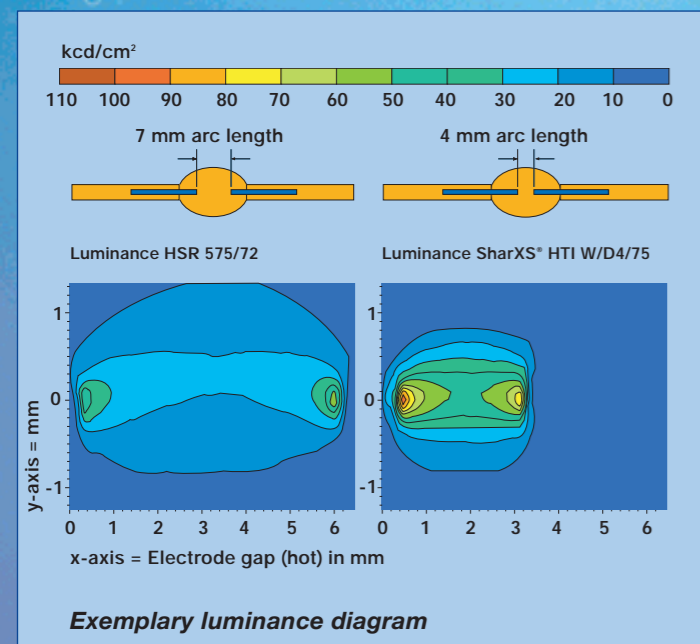 kcd/cm²
110 100 90 80 70 60 50 40 30 20 10 0
7 mm arc length 4 mm arc length
Luminance HSR 575/72 Luminance SharXS® HTI W/D4/75
1 1
0 0
-1 -1
y-axis = mm
0 1 2 3 4 5 6 0 1 2 3 4 5 6
x-axis = Electrode gap (hot) in mm
Exemplary luminance diagram